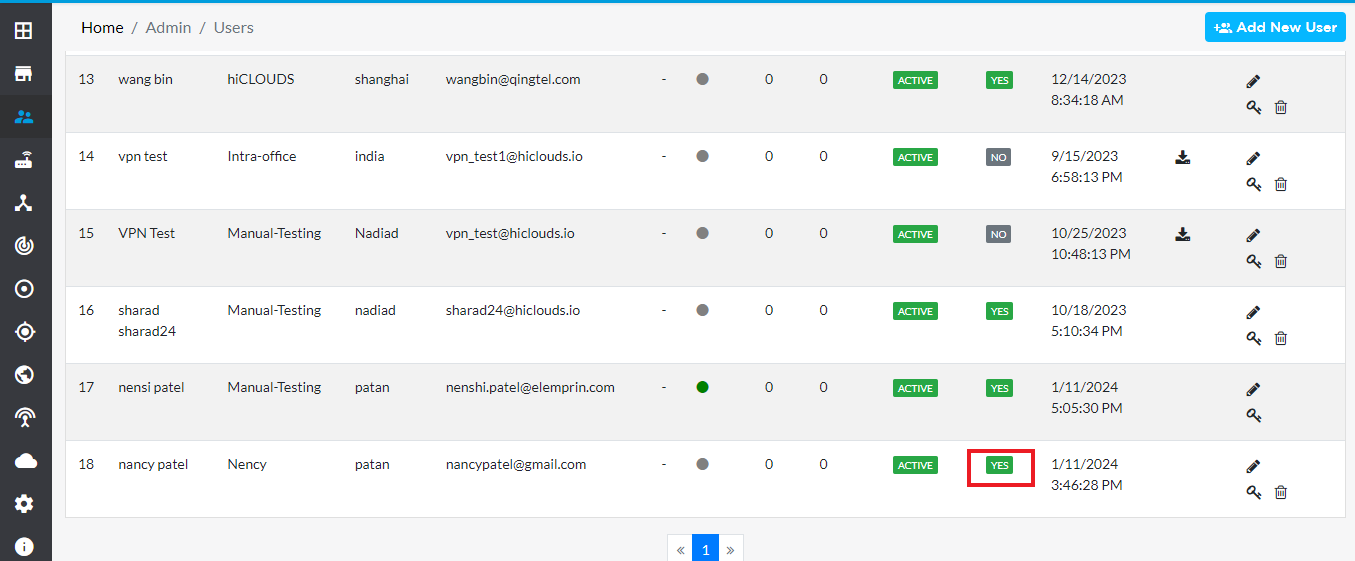 Home / Admin / Users
Add New User
13 wang bin hiCLOUDS shanghai wangbin@qingtel.com - 0 0 ACTIVE YES 12/14/2023
8:34:18 AM
14 vpn test Intra-office india vpn_test1@hiclouds.io - 0 0 ACTIVE NO 9/15/2023
6:58:13 PM
15 VPN Test Manual-Testing Nadiad vpn_test@hiclouds.io - 0 0 ACTIVE NO 10/25/2023
10:48:13 PM
16 sharad Manual-Testing nadiad sharad24@hiclouds.io - 0 0 ACTIVE YES 10/18/2023
sharad24 5:10:34 PM
17 nensi patel Manual-Testing patan nenshi.patel@elemprin.com - 0 0 ACTIVE YES 1/11/2024
5:05:30 PM
18 nancy patel Nency patan nancypatel@gmail.com - 0 0 ACTIVE YES 1/11/2024
3:46:28 PM
« 1 »